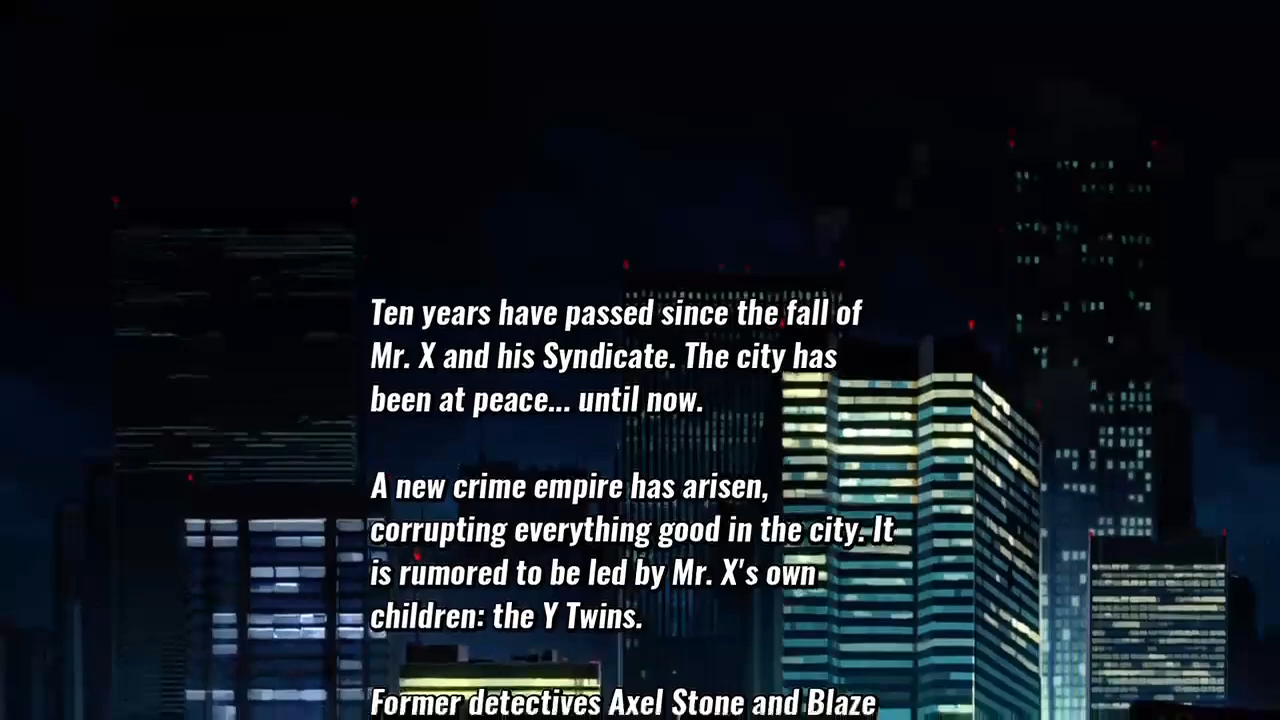 Ten years have passed since the fall of
Mr. X and his Syndicate. The city has
been at peace... until now.
A new crime empire has arisen,
corrupting everything good in the city. It
is rumored to be led by Mr. X's own
children: the Y Twins.
Former detectives Axel Stone and Blaze